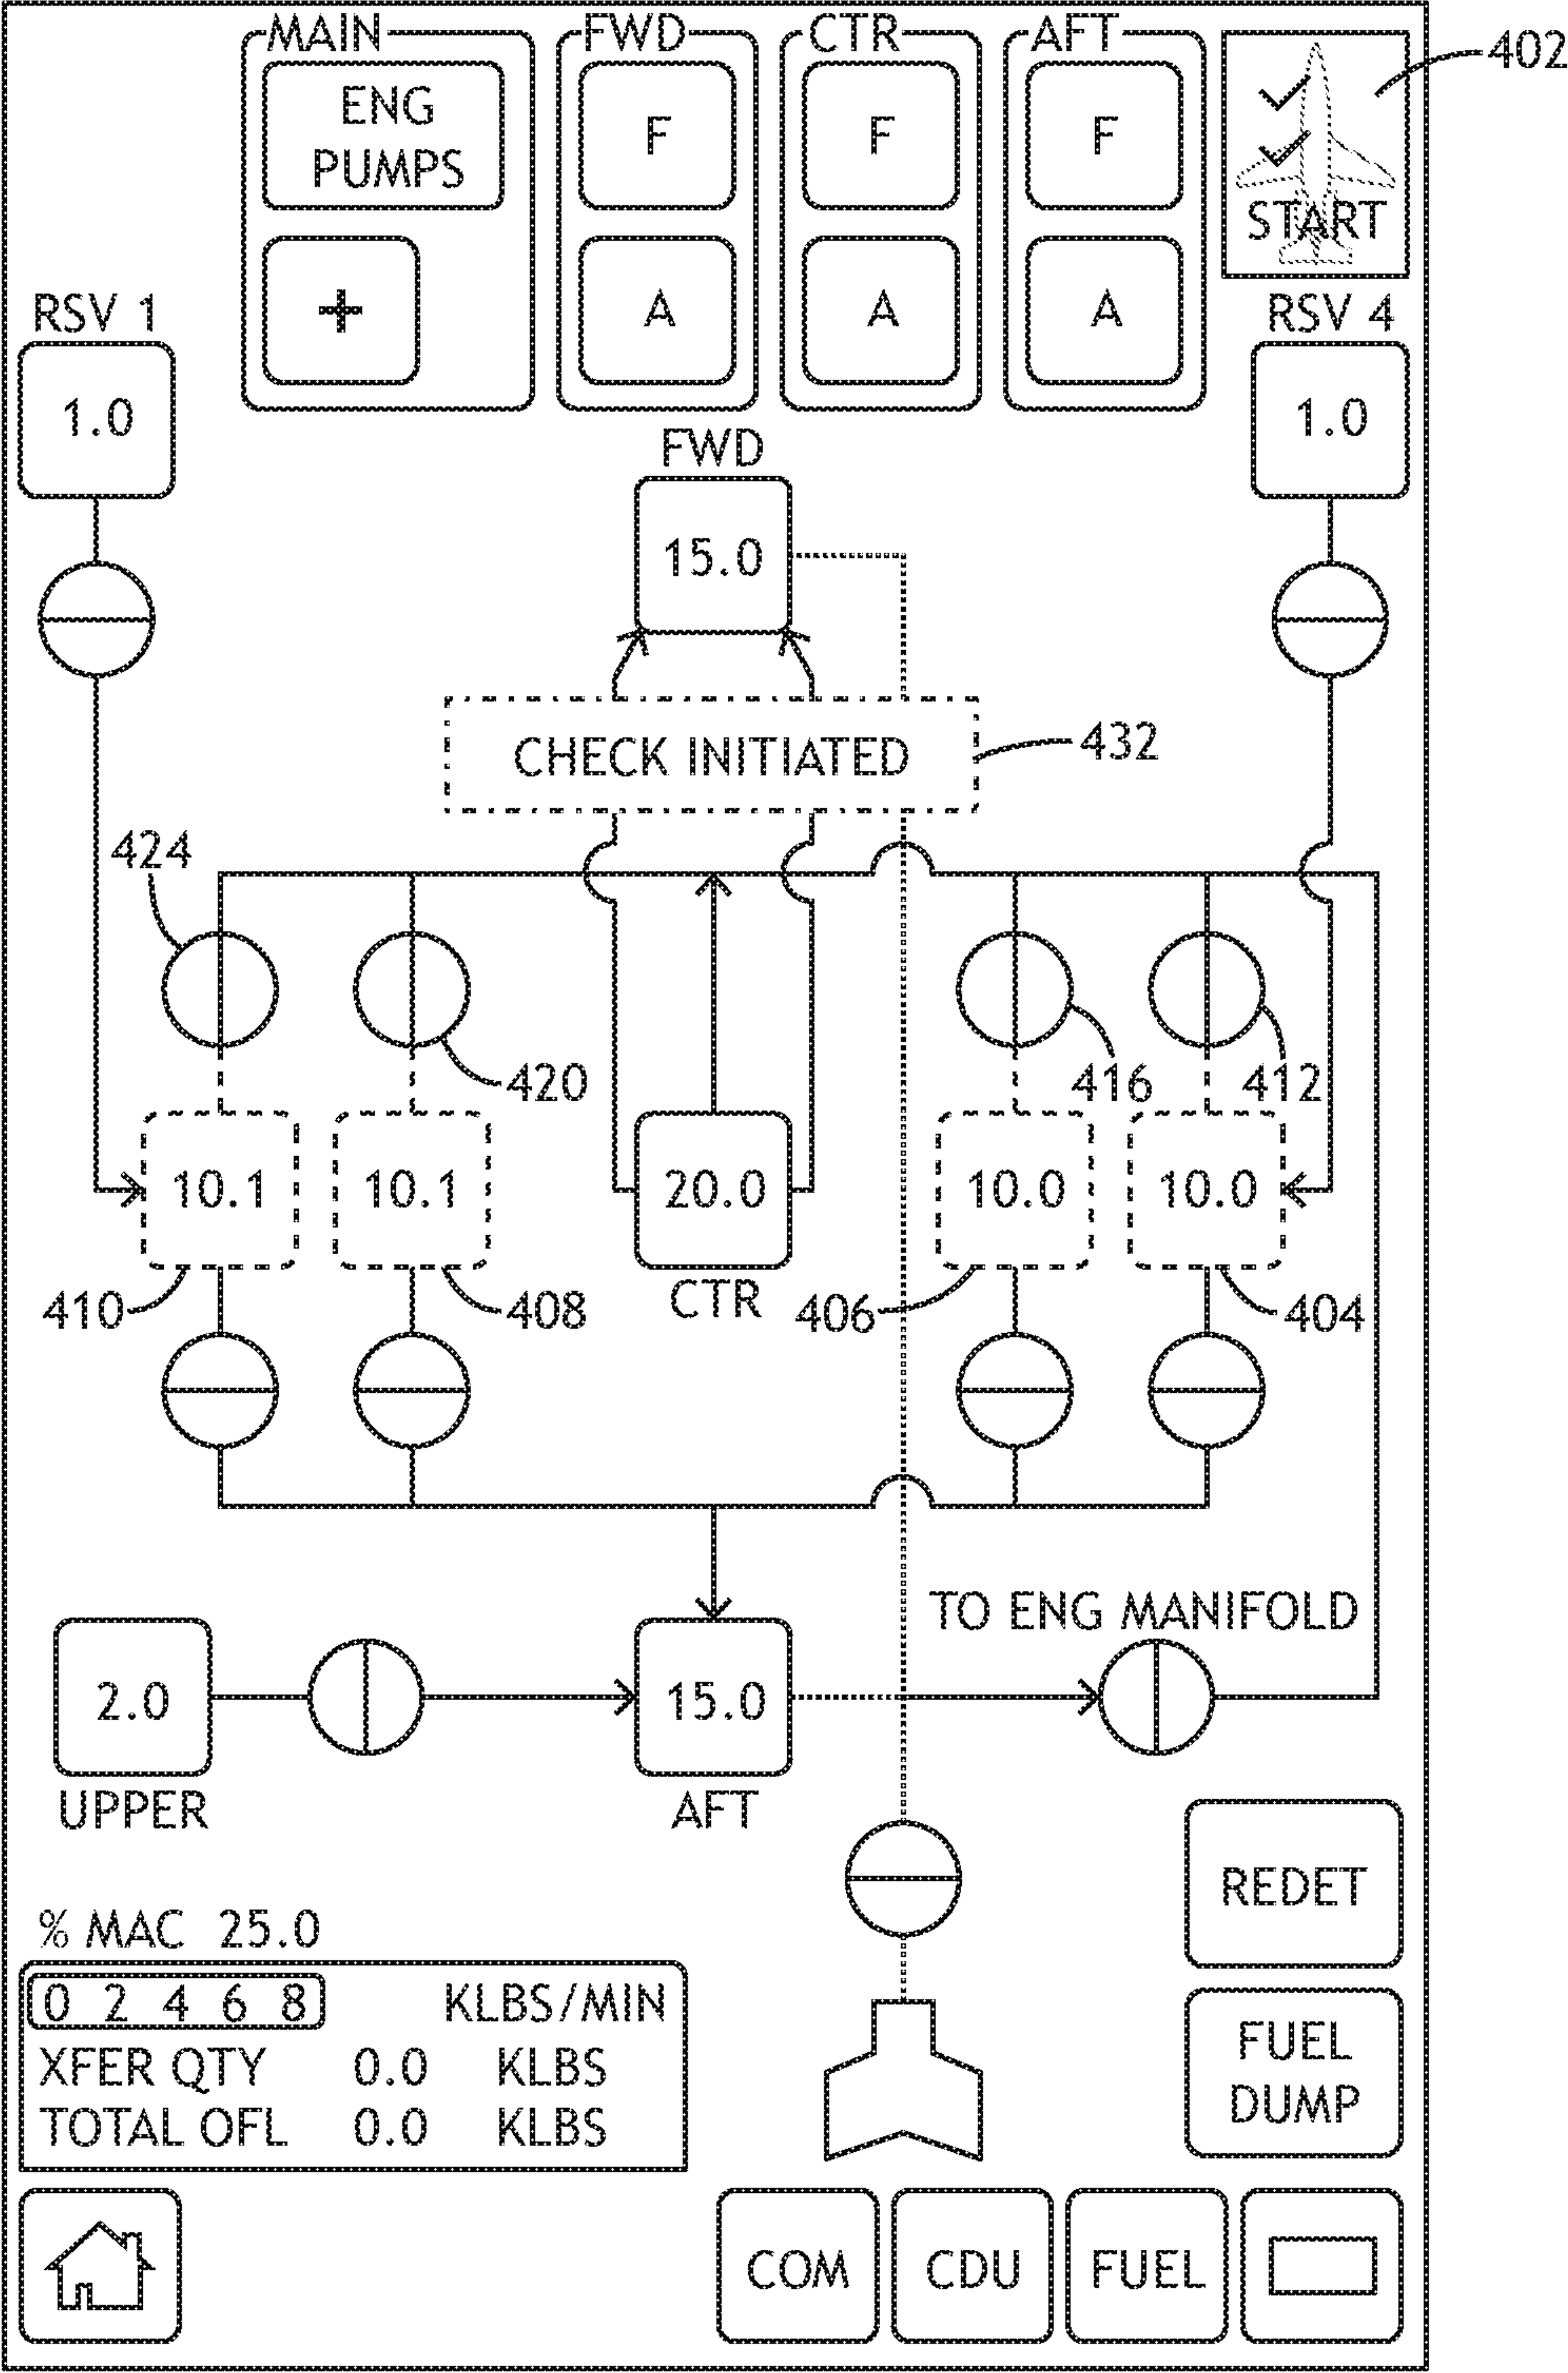 MAIN
FWD
CTR
AFT
402
ENG
PUMPS
F
F
F
START
+
A
A
A
RSV 1
RSV 4
1.0
1.0
FWD
15.0
CHECK INITIATED
432
424
420
416
412
10.1
10.1
20.0
10.0
10.0
410
408
CTR
406
404
TO ENG MANIFOLD
2.0
15.0
UPPER
AFT
REDET
% MAC 25.0
0 2 4 6 8 KLBS/MIN
XFER QTY 0.0 KLBS
TOTAL OFL 0.0 KLBS
FUEL
DUMP
COM
CDU
FUEL